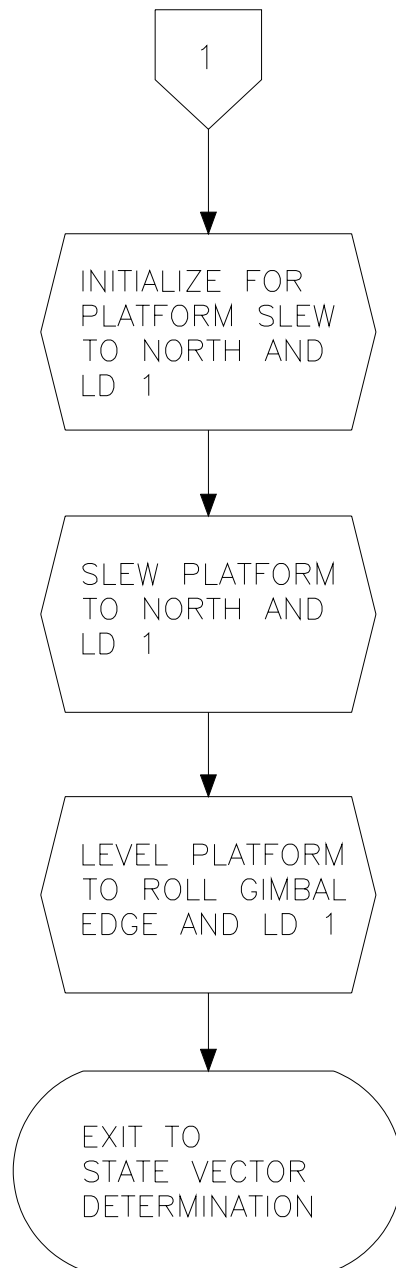 1
INITIALIZE FOR
PLATFORM SLEW
TO NORTH AND
LD 1
SLEW PLATFORM
TO NORTH AND
LD 1
LEVEL PLATFORM
TO ROLL GIMBAL
EDGE AND LD 1
EXIT TO
STATE VECTOR
DETERMINATION